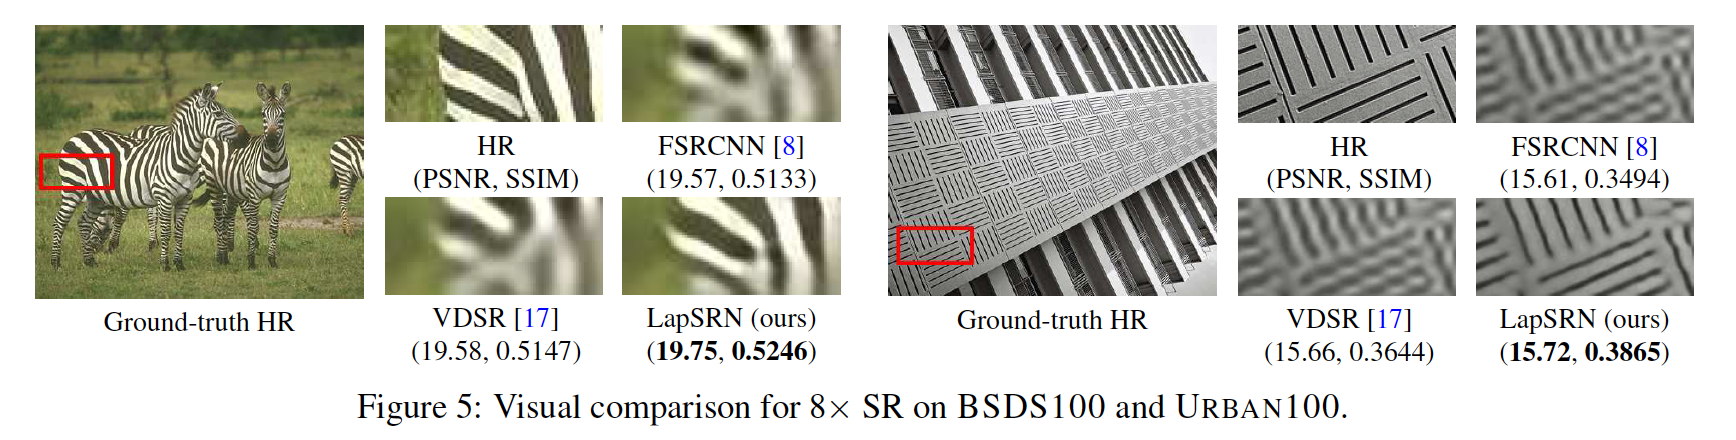 HR
(PSNR, SSIM)
FSRCNN [8]
(19.57, 0.5133)
Ground-truth HR
VDSR [17]
(19.58, 0.5147)
LapSRN (ours)
(19.75, 0.5246)
HR
(PSNR, SSIM)
FSRCNN [8]
(15.61, 0.3494)
Ground-truth HR
VDSR [17]
(15.66, 0.3644)
LapSRN (ours)
(15.72, 0.3865)
Figure 5: Visual comparison for 8× SR on BSDS100 and URBAN100.